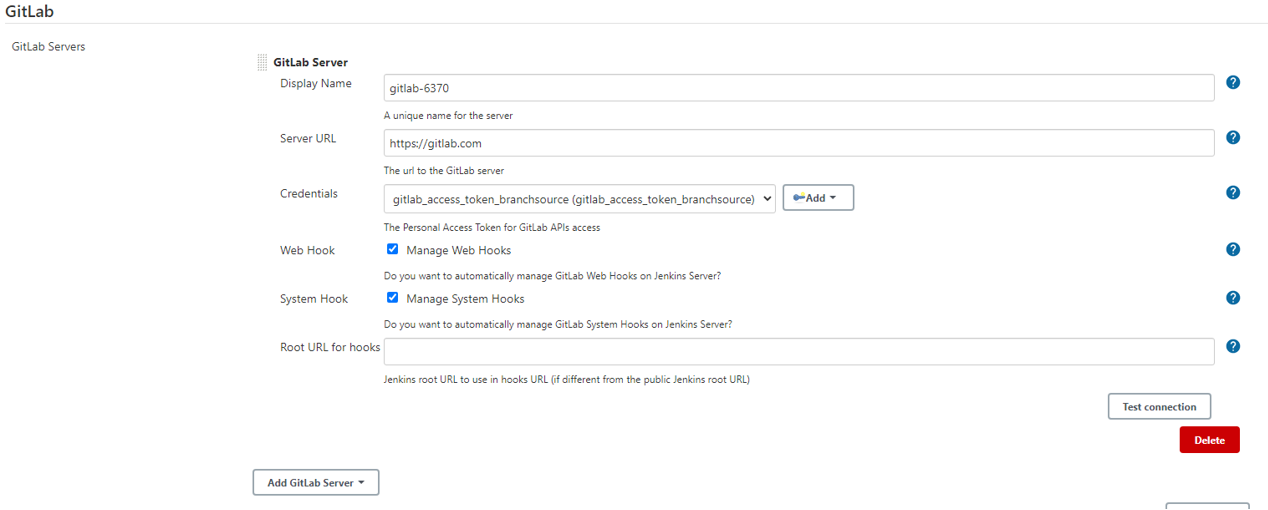 GitLab
GitLab Servers
GitLab Server
Display Name
gitlab-6370
A unique name for the server
Server URL
https://gitlab.com
The url to the GitLab server
Credentials
gitlab_access_token_branchsource (gitlab_access_token_branchsource)
Add
The Personal Access Token for GitLab APIs access
Web Hook
Manage Web Hooks
Do you want to automatically manage GitLab Web Hooks on Jenkins Server?
System Hook
Manage System Hooks
Do you want to automatically manage GitLab System Hooks on Jenkins Server?
Root URL for hooks
Jenkins root URL to use in hooks URL (if different from the public Jenkins root URL)
Test connection
Delete
Add GitLab Server